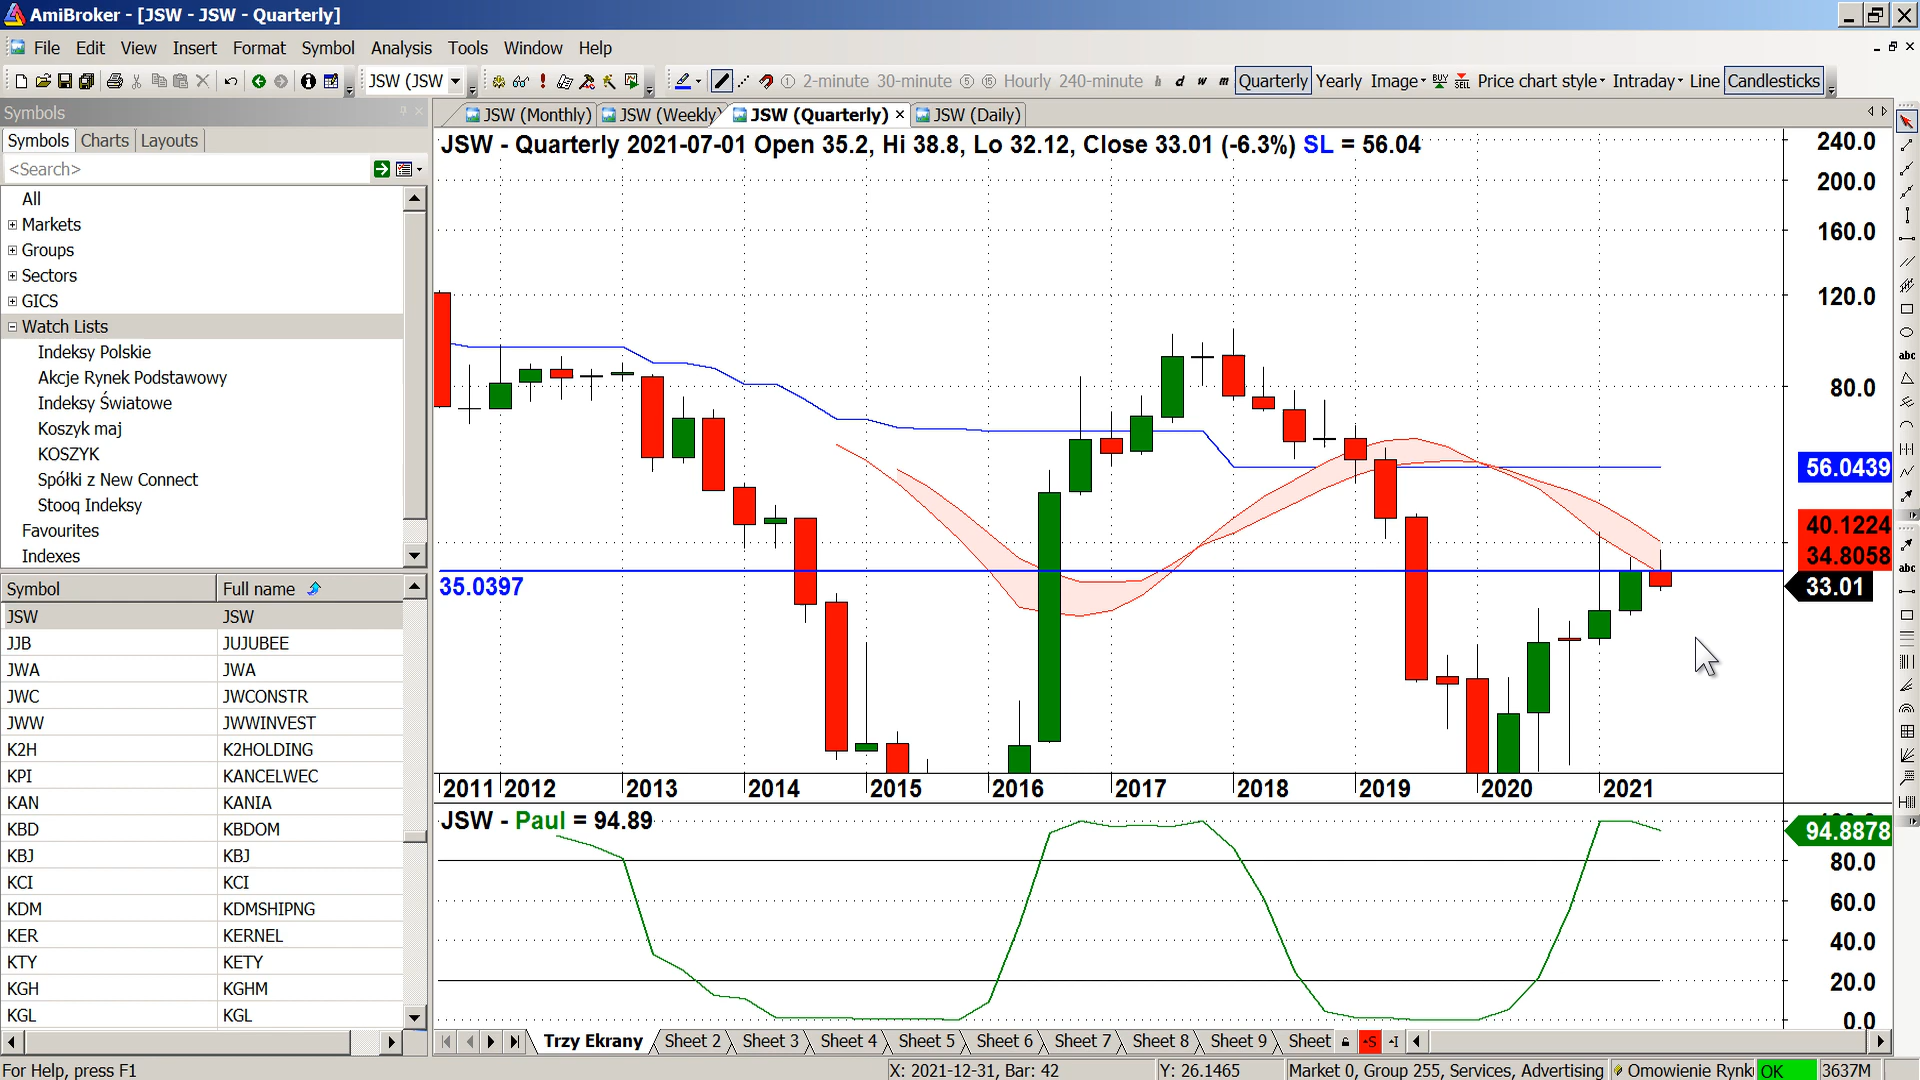 AmiBroker - [JSW - JSW - Quarterly]
File Edit View Insert Format Symbol Analysis Tools Window Help
JSW (JSW 2-minute 30-minute Hourly 240-minute h d w m Quarterly Yearly Image BUY SELL Price chart style Intraday Line Candlesticks
Symbols
Symbols Charts Layouts
<Search>
All
Markets
Groups
Sectors
GICS
Watch Lists
Indeksy Polskie
Akcje Rynek Podstawowy
Indeksy Światowe
Koszyk maj
KOSZYK
Spółki z New Connect
Stooq Indeksy
Favourites
Indexes
Symbol Full name
JSW JSW
JJB JUJUBEE
JWA JWA
JWC JWCONSTR
JWW JWWINVEST
K2H K2HOLDING
KPI KANCELWEC
KAN KANIA
KBD KBDOM
KBJ KBJ
KCI KCI
KDM KDMSHIPNG
KER KERNEL
KTY KETY
KGH KGHM
KGL KGL
JSW (Monthly) JSW (Weekly) JSW (Quarterly) JSW (Daily)
JSW - Quarterly 2021-07-01 Open 35.2, Hi 38.8, Lo 32.12, Close 33.01 (-6.3%) SL = 56.04
240.0
200.0
160.0
120.0
80.0
56.0439
40.1224
34.8058
33.01
35.0397
2011 2012 2013 2014 2015 2016 2017 2018 2019 2020 2021
JSW - Paul = 94.89
94.8878
80.0
60.0
40.0
20.0
0.0
abc
abc
Trzy Ekrany Sheet 2 Sheet 3 Sheet 4 Sheet 5 Sheet 6 Sheet 7 Sheet 8 Sheet 9 Sheet
For Help, press F1 X: 2021-12-31, Bar: 42 Y: 26.1465 Market 0, Group 255, Services, Advertising Omowienie Rynk OK 3637M